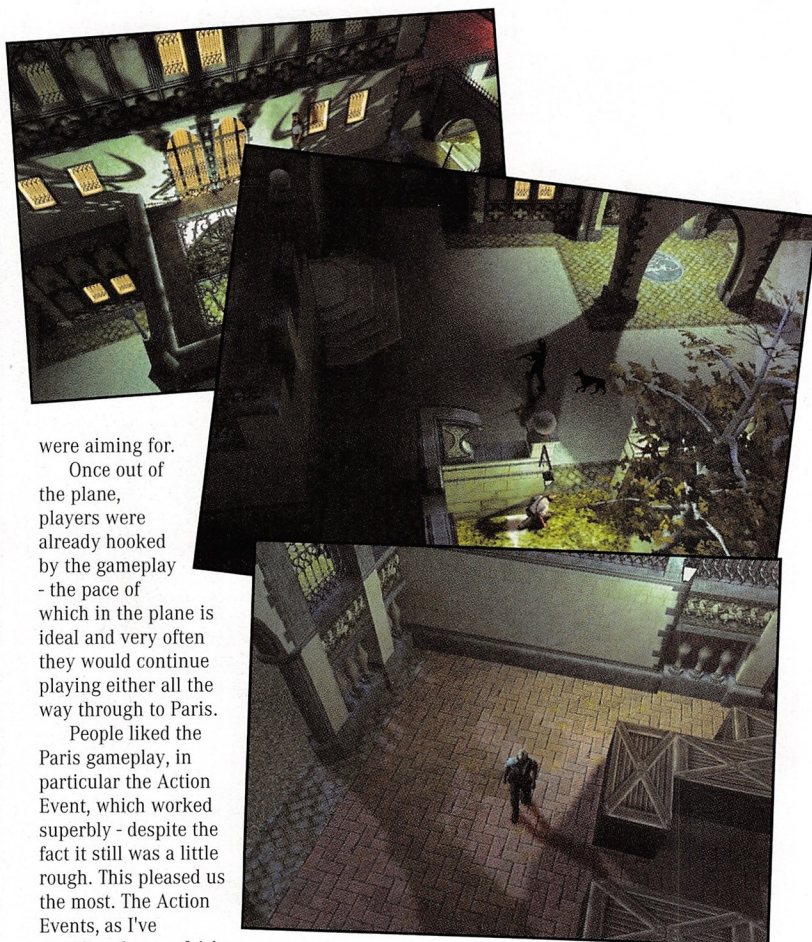 were aiming for.
Once out of
the plane,
players were
already hooked
by the gameplay
- the pace of
which in the plane is
ideal and very often
they would continue
playing either all the
way through to Paris.
People liked the
Paris gameplay, in
particular the Action
Event, which worked
superbly - despite the
fact it still was a little
rough. This pleased us
the most. The Action
Events, as I've